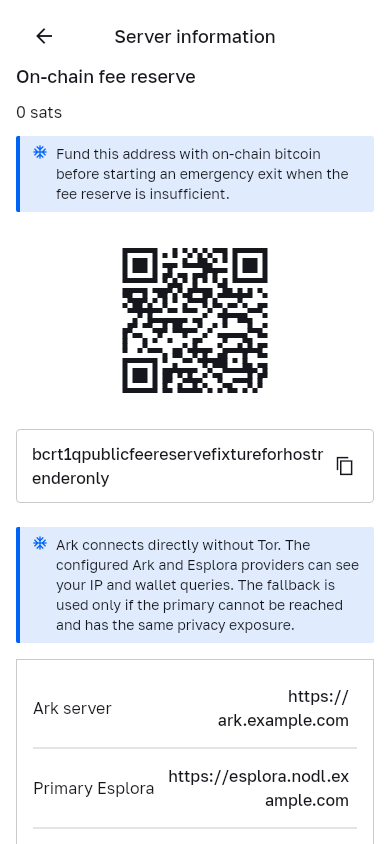 Server information
On-chain fee reserve
0 sats
Fund this address with on-chain bitcoin
before starting an emergency exit when the
fee reserve is insufficient.
bcrt1qpublicfeereservefixtureforhostr
enderonly
Ark connects directly without Tor. The
configured Ark and Esplora providers can see
your IP and wallet queries. The fallback is
used only if the primary cannot be reached
and has the same privacy exposure.
Ark server
https://
ark.example.com
Primary Esplora
https://esplora.nodl.ex
ample.com